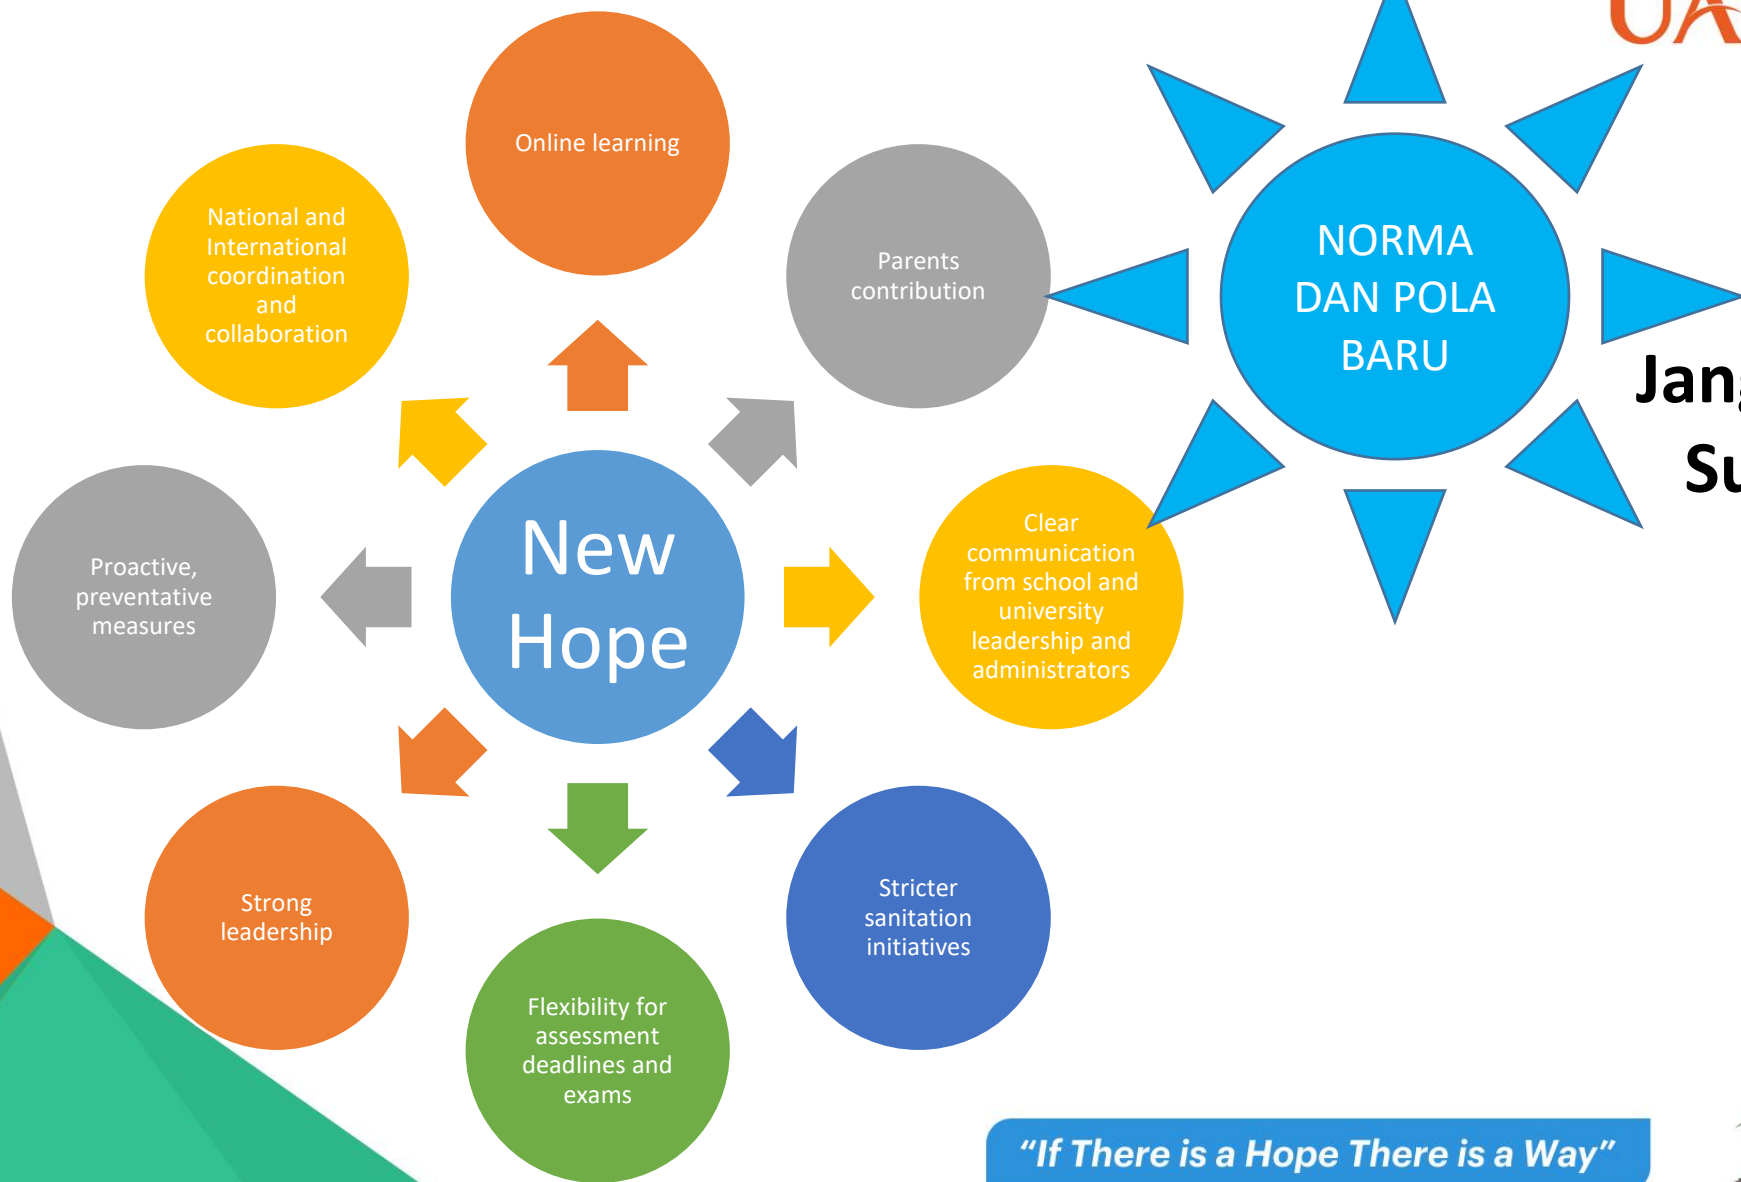 Online learning
National and
International
coordination
and
collaboration
Parents
contribution
NORMA
DAN POLA
BARU
New
Hope
Clear
communication
from school and
university
leadership and
administrators
Proactive,
preventative
measures
Strong
leadership
Stricter
sanitation
initiatives
Flexibility for
assessment
deadlines and
exams
“If There is a Hope There is a Way”